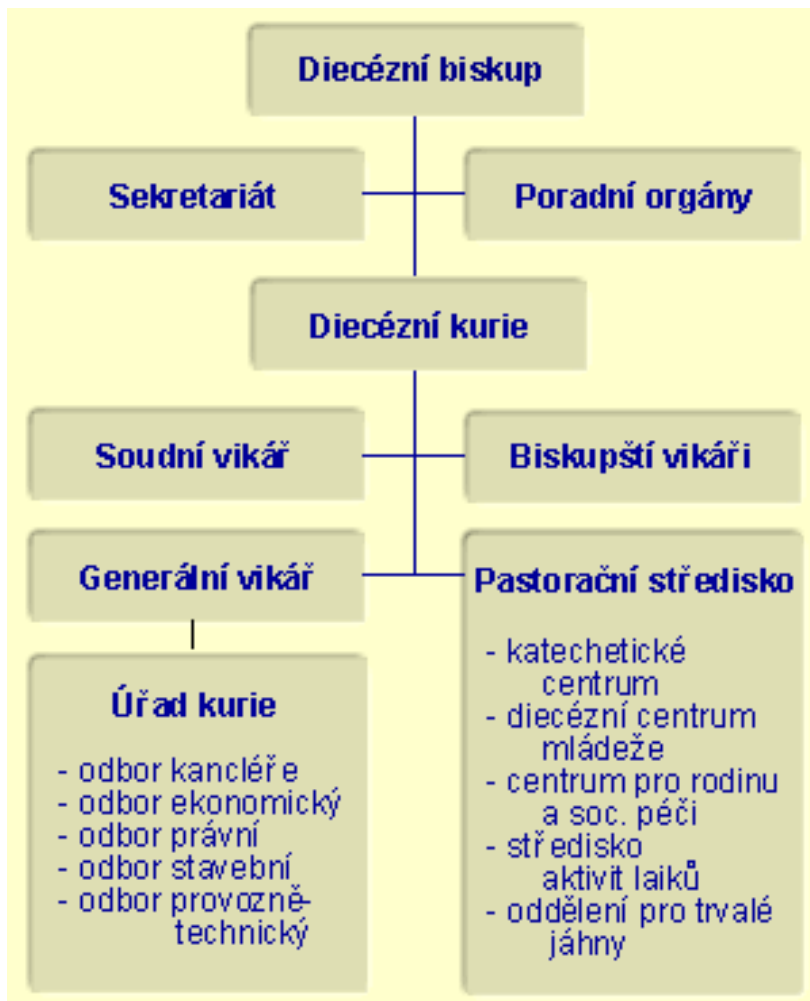 Diecézní biskup
Sekretariát
Poradní orgány
Diecézní kurie
Soudní vikář
Biskupští vikáři
Generální vikář
Úřad kurie
- odbor kancléře
- odbor ekonomický
- odbor právní
- odbor stavební
- odbor provozně-
technický
Pastorační středisko
- katechetické
centrum
- diecézní centrum
mládeže
- centrum pro rodinu
a soc. péči
- středisko
aktivit laiků
- oddělení pro trvalé
jáhny